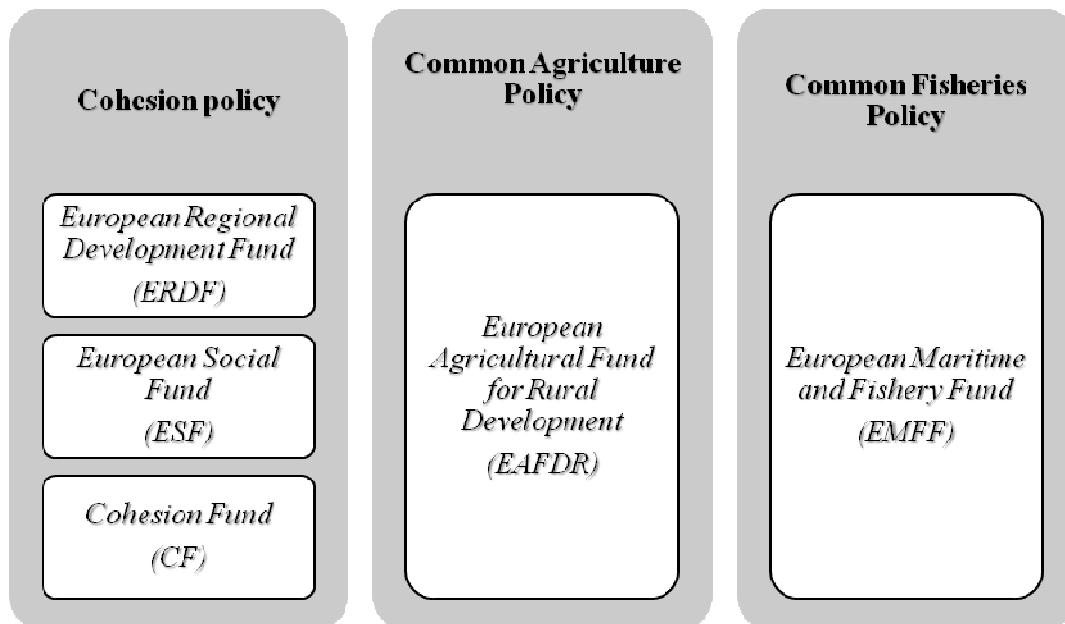 Cohesion policy
European Regional
Development Fund
(ERDF)
European Social
Fund
(ESF)
Cohesion Fund
(CF)
Common Agriculture
Policy
European
Agricultural Fund
for Rural
Development
(EAFDR)
Common Fisheries
Policy
European Maritime
and Fishery Fund
(EMFF)